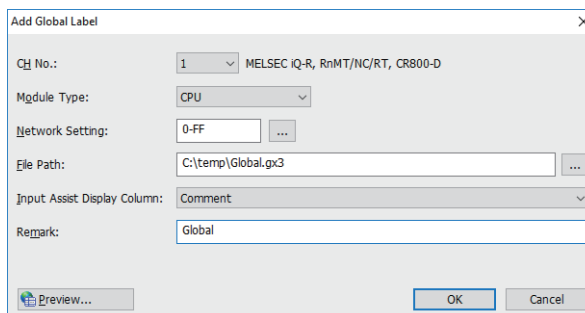 Add Global Label
CH No.: 1 MELSEC iQ-R, RnMT/NC/RT, CR800-D
Module Type: CPU
Network Setting: 0-FF ...
File Path: C:\temp\Global.gx3 ...
Input Assist Display Column: Comment
Remark: Global
Preview... OK Cancel